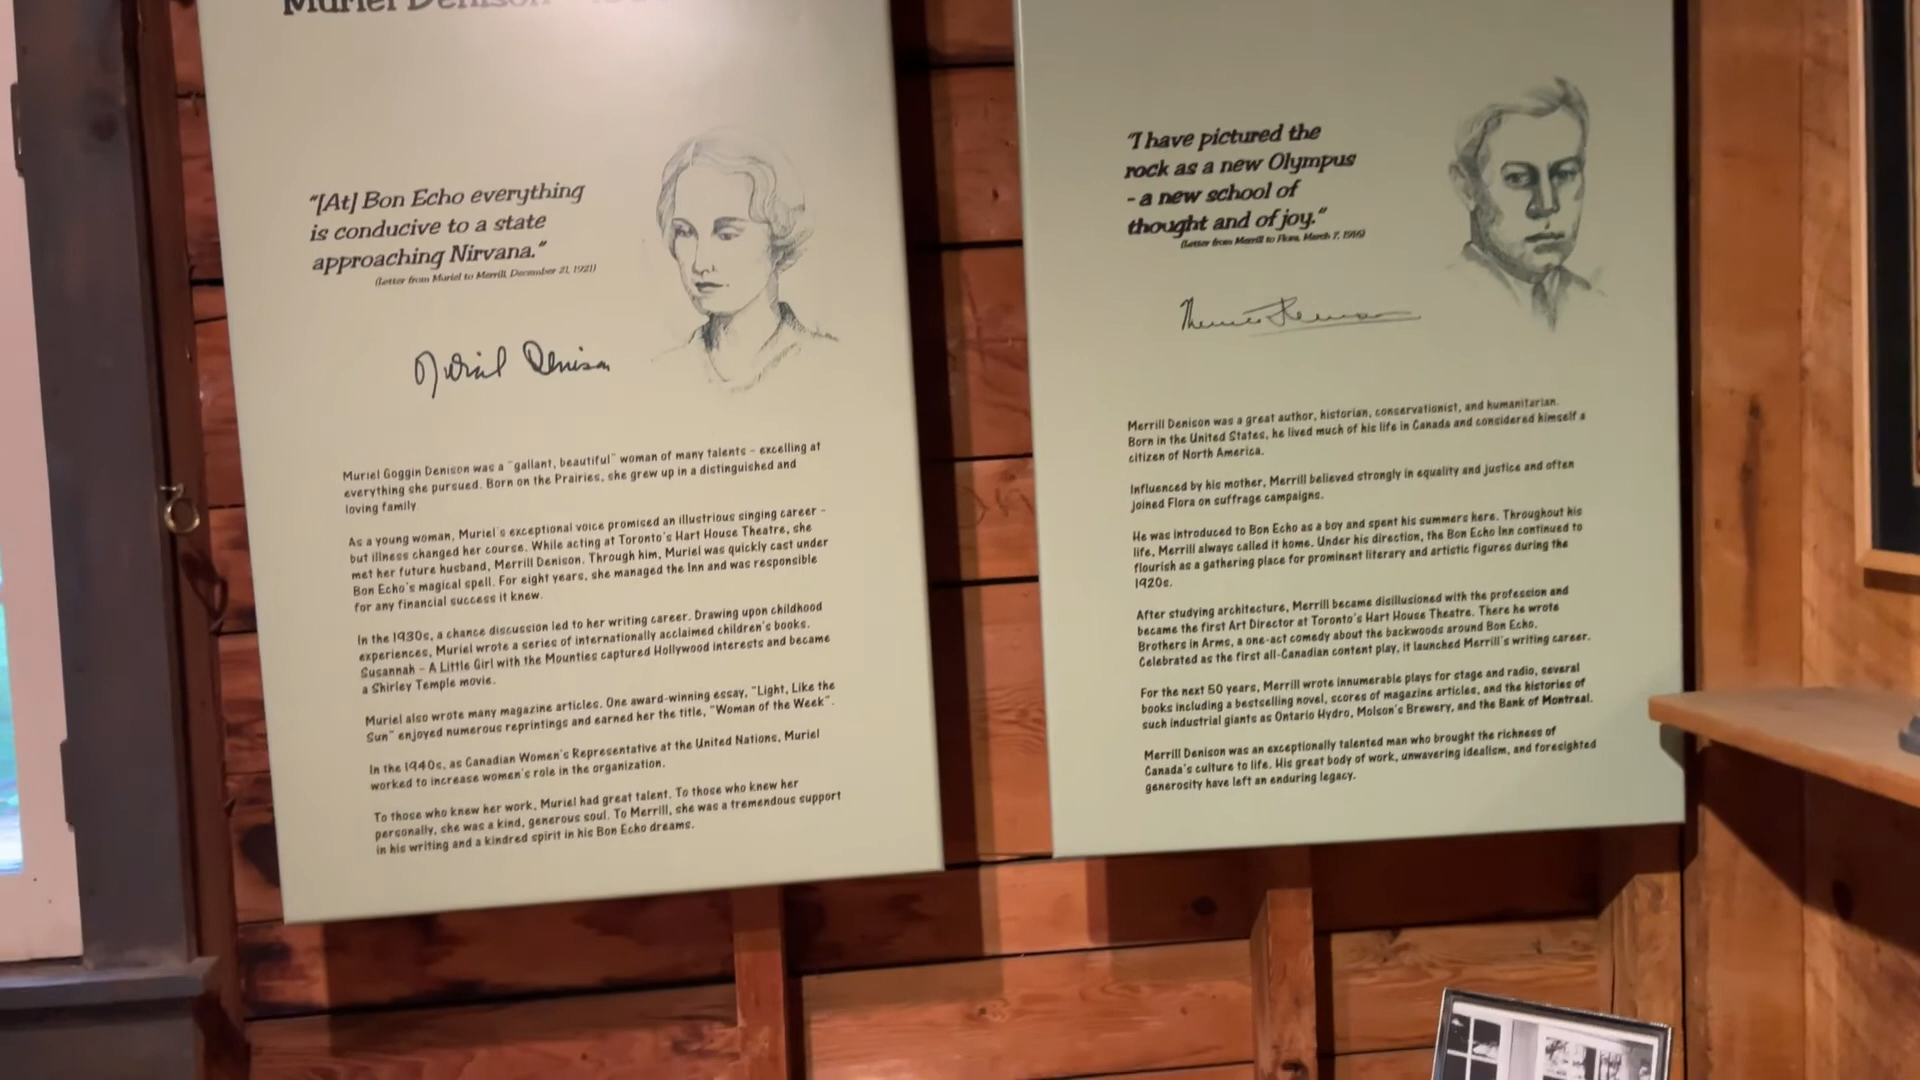 Muriel Denison
"[At] Bon Echo everything
is conducive to a state
approaching Nirvana."
(Letter from Muriel to Merrill, December 21, 1921)
Muriel Denison
Muriel Goggin Denison was a "gallant, beautiful" woman of many talents - excelling at
everything she pursued. Born on the Prairies, she grew up in a distinguished and
loving family.
As a young woman, Muriel's exceptional voice promised an illustrious singing career -
but illness changed her course. While acting at Toronto's Hart House Theatre, she
met her future husband, Merrill Denison. Through him, Muriel was quickly cast under
Bon Echo's magical spell. For eight years, she managed the Inn and was responsible
for any financial success it knew.
In the 1930s, a chance discussion led to her writing career. Drawing upon childhood
experiences, Muriel wrote a series of internationally acclaimed children's books.
Susannah - A Little Girl with the Mounties captured Hollywood interests and became
a Shirley Temple movie.
Muriel also wrote many magazine articles. One award-winning essay, "Light, Like the
Sun" enjoyed numerous reprintings and earned her the title, "Woman of the Week".
In the 1940s, as Canadian Women's Representative at the United Nations, Muriel
worked to increase women's role in the organization.
To those who knew her work, Muriel had great talent. To those who knew her
personally, she was a kind, generous soul. To Merrill, she was a tremendous support
in his writing and a kindred spirit in his Bon Echo dreams.
"I have pictured the
rock as a new Olympus
- a new school of
thought and of joy."
(Letter from Merrill to Flora, March 7, 1916)
Merrill Denison was a great author, historian, conservationist, and humanitarian.
Born in the United States, he lived much of his life in Canada and considered himself a
citizen of North America.
Influenced by his mother, Merrill believed strongly in equality and justice and often
joined Flora on suffrage campaigns.
He was introduced to Bon Echo as a boy and spent his summers here. Throughout his
life, Merrill always called it home. Under his direction, the Bon Echo Inn continued to
flourish as a gathering place for prominent literary and artistic figures during the
1920s.
After studying architecture, Merrill became disillusioned with the profession and
became the first Art Director at Toronto's Hart House Theatre. There he wrote
Brothers in Arms, a one-act comedy about the backwoods around Bon Echo.
Celebrated as the first all-Canadian content play, it launched Merrill's writing career.
For the next 50 years, Merrill wrote innumerable plays for stage and radio, several
books including a bestselling novel, scores of magazine articles, and the histories of
such industrial giants as Ontario Hydro, Molson's Brewery, and the Bank of Montreal.
Merrill Denison was an exceptionally talented man who brought the richness of
Canada's culture to life. His great body of work, unwavering idealism, and foresighted
generosity have left an enduring legacy.